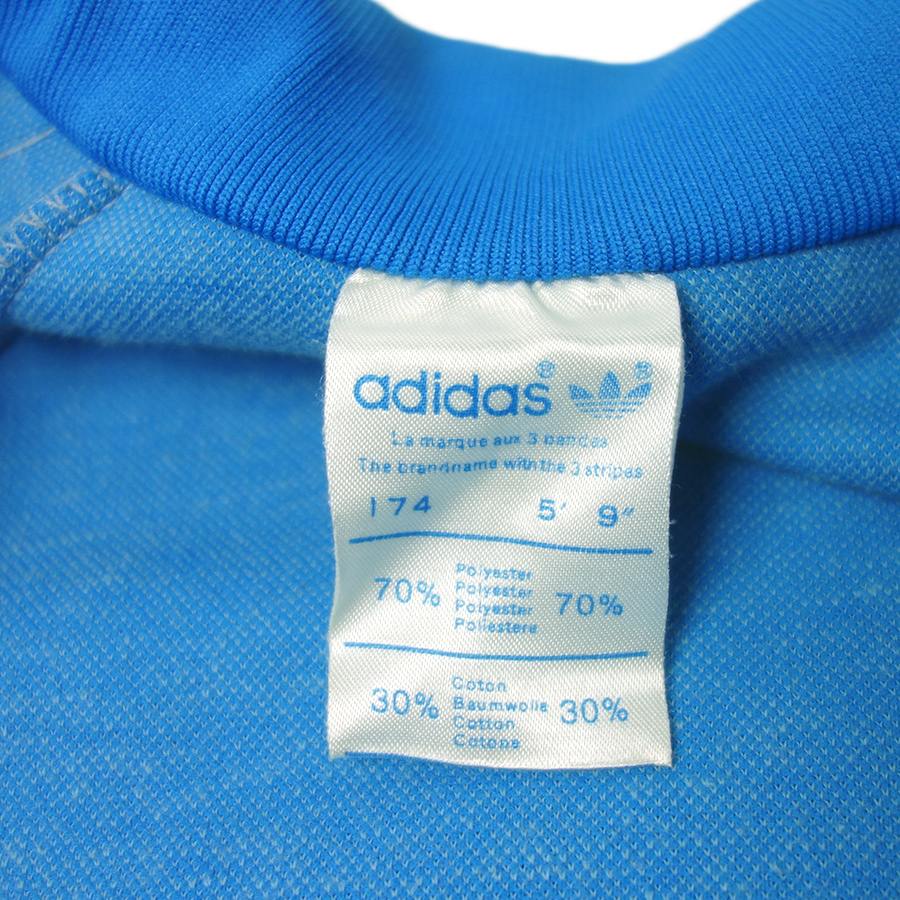 adidas®
®
La marque aux 3 bandes
The brandname with the 3 stripes
174 5' 9"
Polyester
70% Polyester 70%
Polyester
Poliestere
Coton
30% Baumwolle 30%
Cotton
Cotone